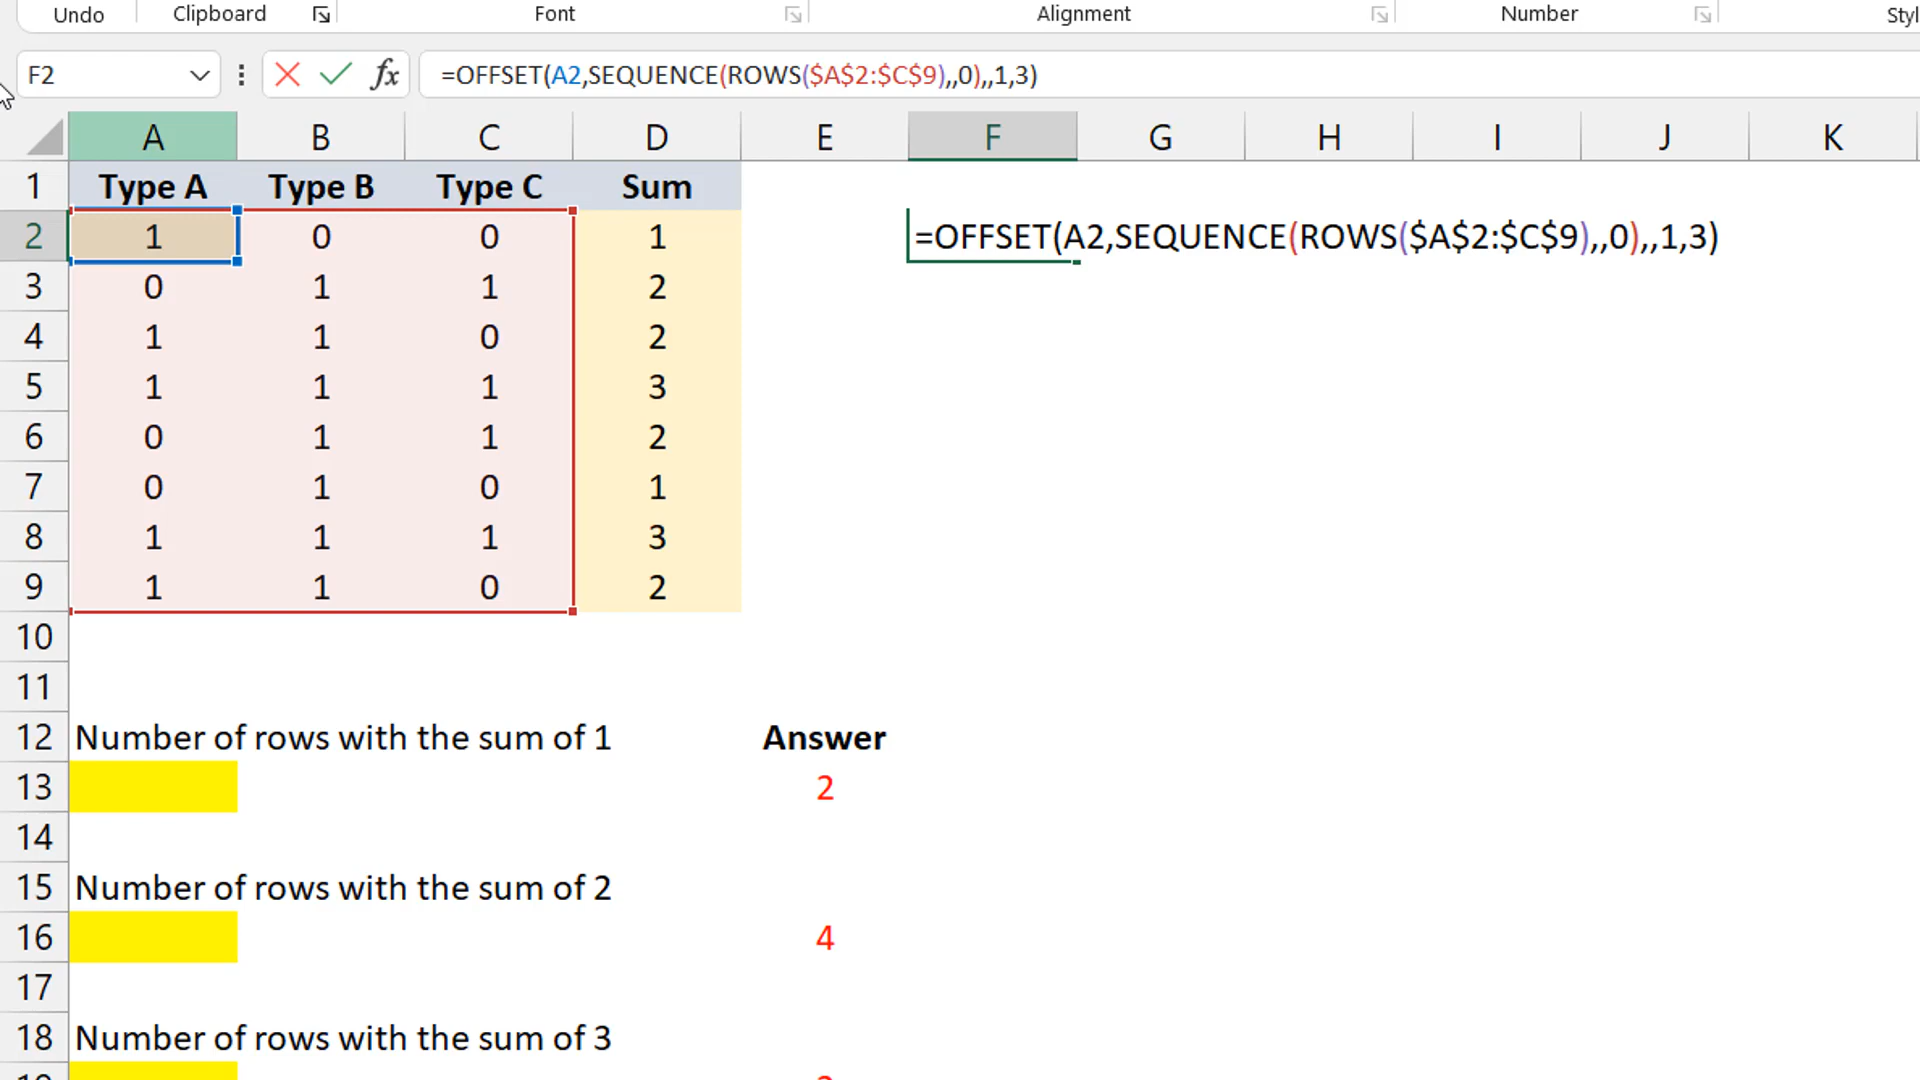 Undo Clipboard Font Alignment Number Styl
F2 fx =OFFSET(A2,SEQUENCE(ROWS($A$2:$C$9),,0),,1,3)
A B C D E F G H I J K
1 Type A Type B Type C Sum
2 1 0 0 1 =OFFSET(A2,SEQUENCE(ROWS($A$2:$C$9),,0),,1,3)
3 0 1 1 2
4 1 1 0 2
5 1 1 1 3
6 0 1 1 2
7 0 1 0 1
8 1 1 1 3
9 1 1 0 2
10
11
12 Number of rows with the sum of 1 Answer
13 2
14
15 Number of rows with the sum of 2
16 4
17
18 Number of rows with the sum of 3